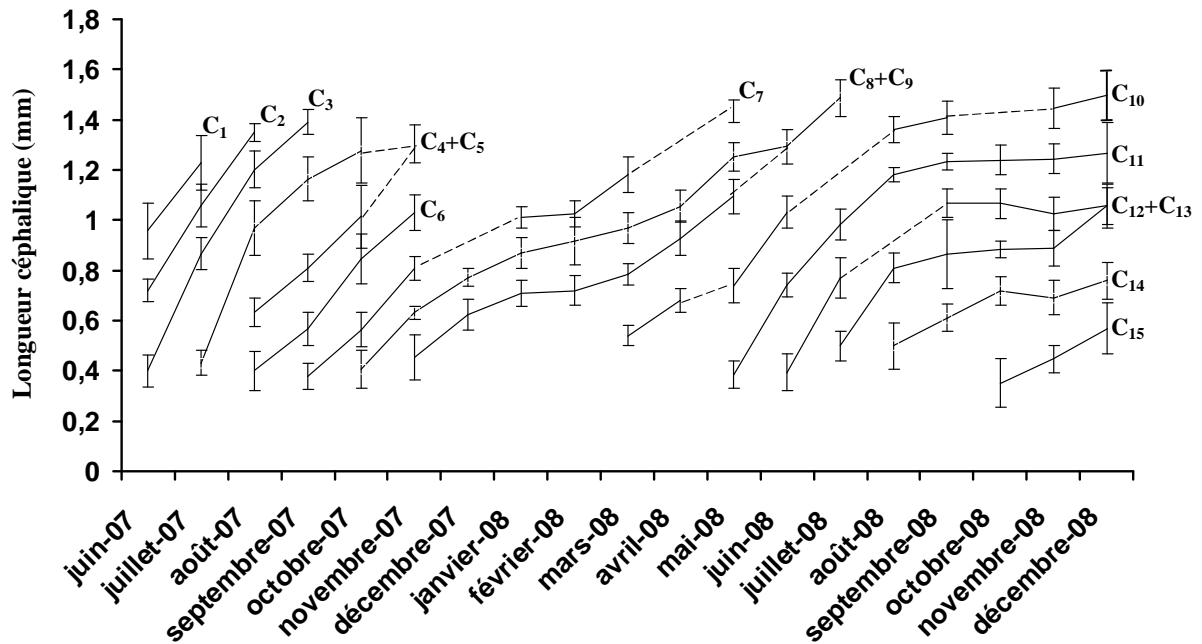 Longueur céphalique (mm)
1,8
1,6
1,4
1,2
1
0,8
0,6
0,4
0,2
0
C1
C2
C3
C4+C5
C6
C7
C8+C9
C10
C11
C12+C13
C14
C15
juin-07
juillet-07
août-07
septembre-07
octobre-07
novembre-07
décembre-07
janvier-08
février-08
mars-08
avril-08
mai-08
juin-08
juillet-08
août-08
septembre-08
octobre-08
novembre-08
décembre-08